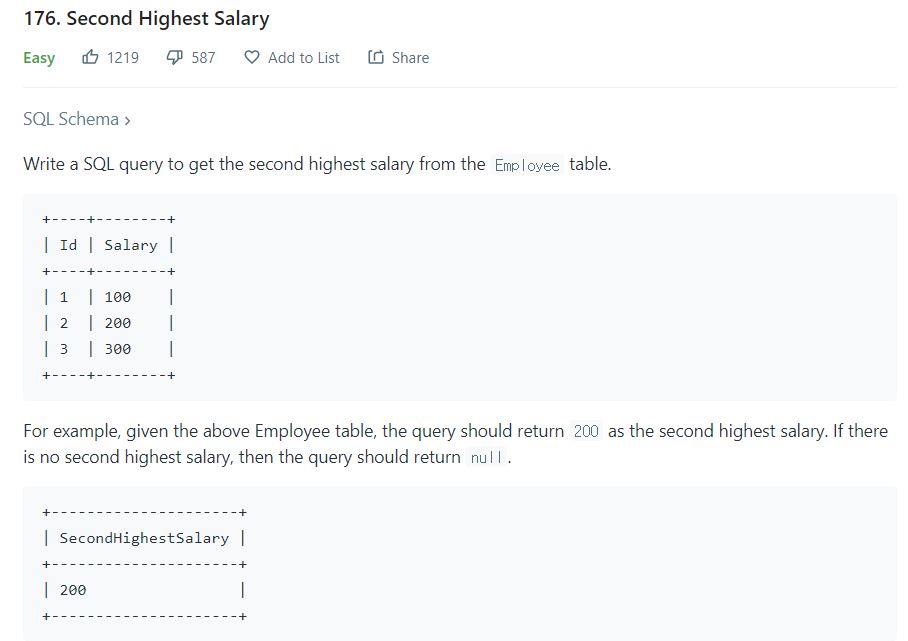 176. Second Highest Salary
Easy 1219 587 Add to List Share
SQL Schema ›
Write a SQL query to get the second highest salary from the Employee table.
+----+--------+
| Id | Salary |
+----+--------+
| 1  | 100    |
| 2  | 200    |
| 3  | 300    |
+----+--------+
For example, given the above Employee table, the query should return 200 as the second highest salary. If there
is no second highest salary, then the query should return null.
+---------------------+
| SecondHighestSalary |
+---------------------+
| 200                 |
+---------------------+